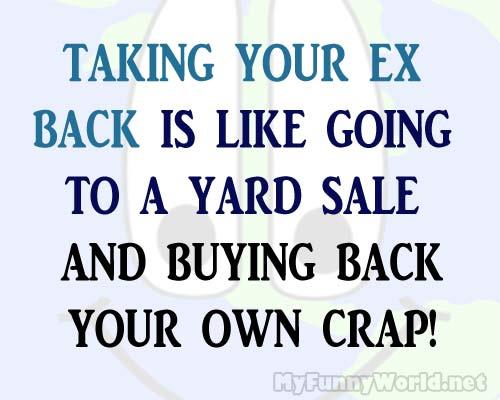 TAKING YOUR EX
BACK IS LIKE GOING
TO A YARD SALE
AND BUYING BACK
YOUR OWN CRAP!
MyFunnyWorld.net